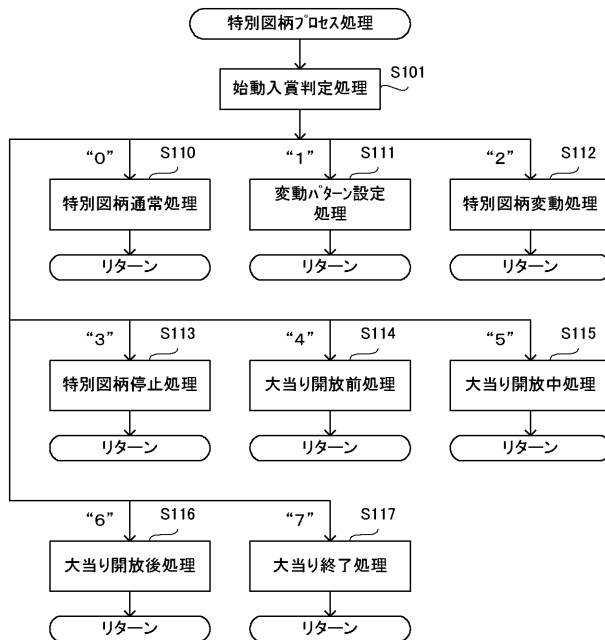 特別図柄プロセス処理
S101
始動入賞判定処理
“0”
S110
特別図柄通常処理
リターン
“1”
S111
変動パターン設定
処理
リターン
“2”
S112
特別図柄変動処理
リターン
“3”
S113
特別図柄停止処理
リターン
“4”
S114
大当り開放前処理
リターン
“5”
S115
大当り開放中処理
リターン
“6”
S116
大当り開放後処理
リターン
“7”
S117
大当り終了処理
リターン